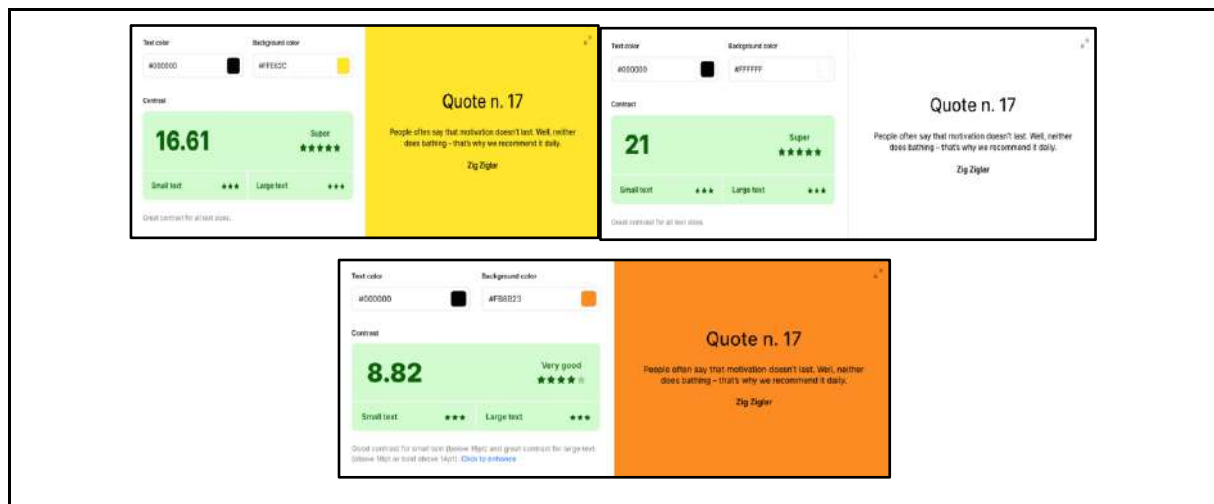 Text color Background color
#000000 #FFE62C
Contrast
16.61 Super
Small text Large text
Great contrast for all text sizes.
Quote n. 17
People often say that motivation doesn't last. Well, neither
does bathing – that's why we recommend it daily.
Zig Zigler
Text color Background color
#000000 #FFFFFF
Contrast
21 Super
Small text Large text
Great contrast for all text sizes.
Quote n. 17
People often say that motivation doesn't last. Well, neither
does bathing – that's why we recommend it daily.
Zig Zigler
Text color Background color
#000000 #FB8B23
Contrast
8.82 Very good
Small text Large text
Good contrast for small text (below 18pt) and great contrast for large text
(above 18pt or bold above 14pt). Click to enhance
Quote n. 17
People often say that motivation doesn't last. Well, neither
does bathing – that's why we recommend it daily.
Zig Zigler